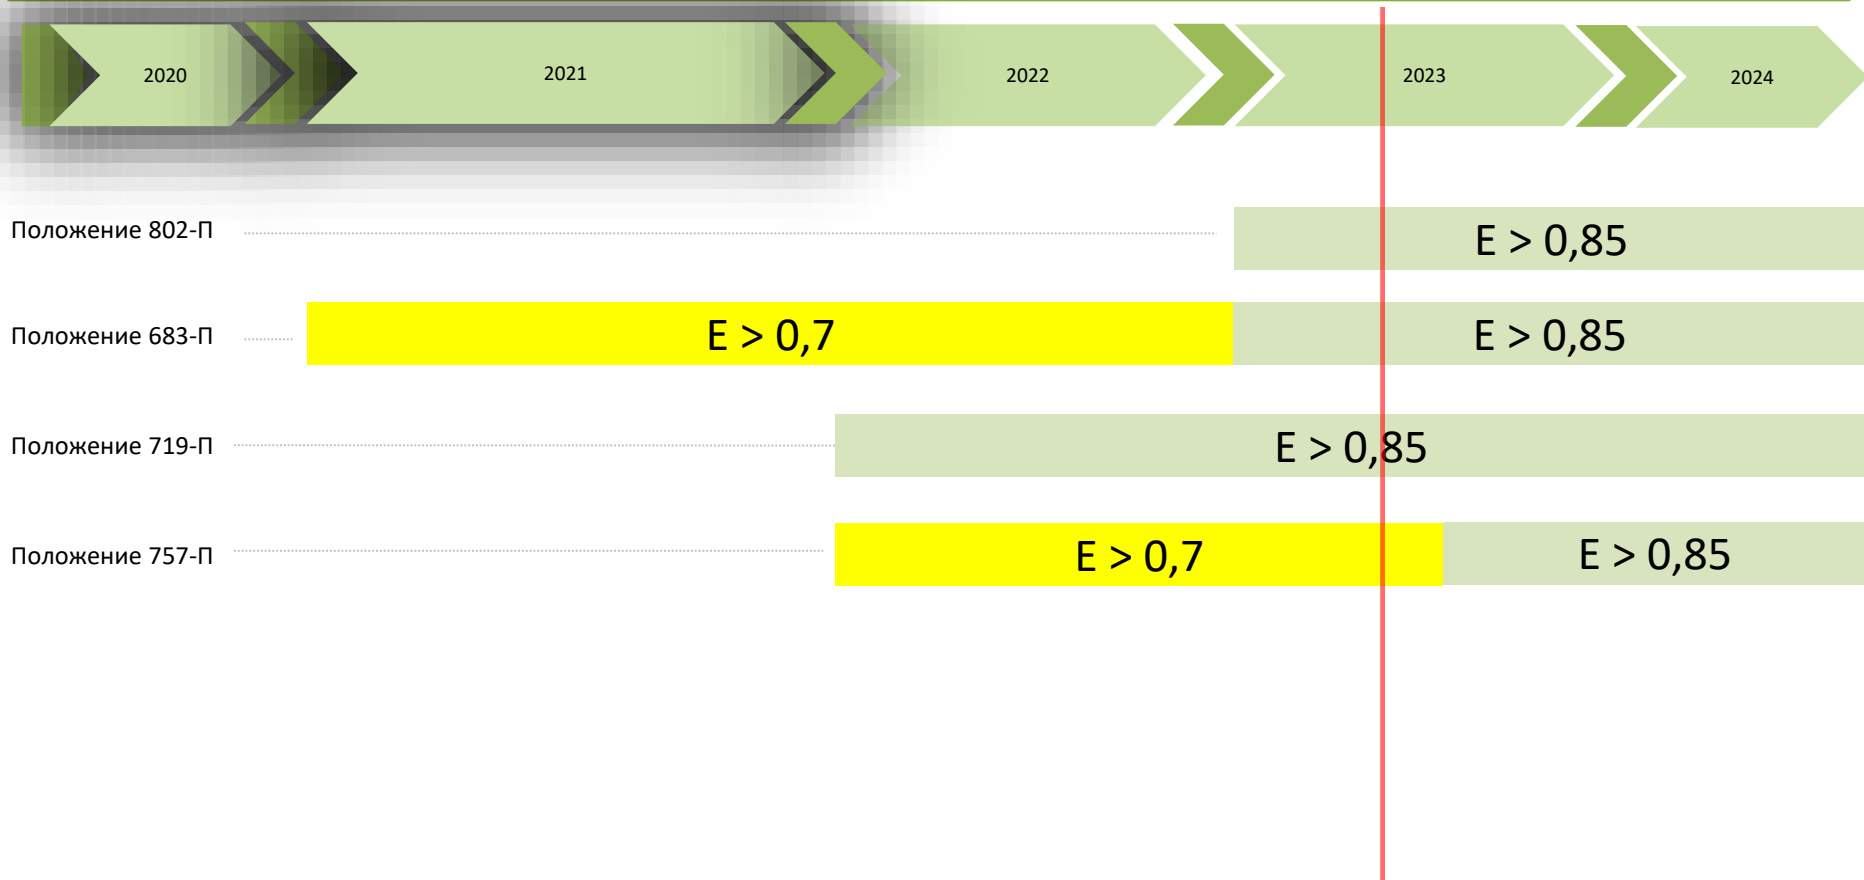 2020 2021 2022 2023 2024
Положение 802-П E > 0,85
Положение 683-П E > 0,7 E > 0,85
Положение 719-П E > 0,85
Положение 757-П E > 0,7 E > 0,85